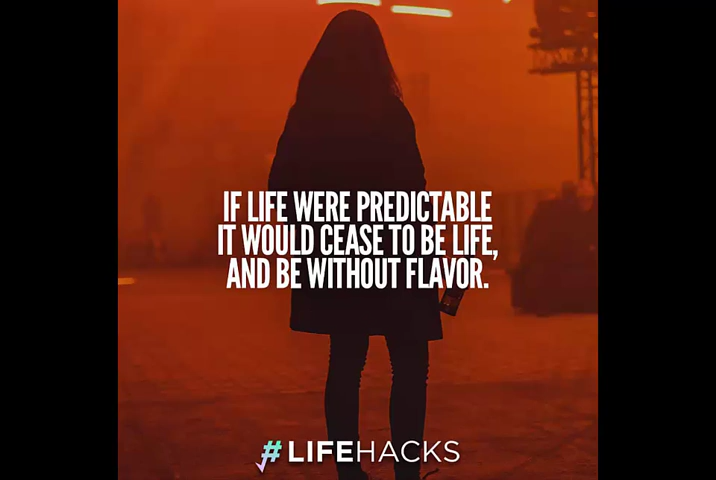 IF LIFE WERE PREDICTABLE
IT WOULD CEASE TO BE LIFE,
AND BE WITHOUT FLAVOR.
#LIFEHACKS